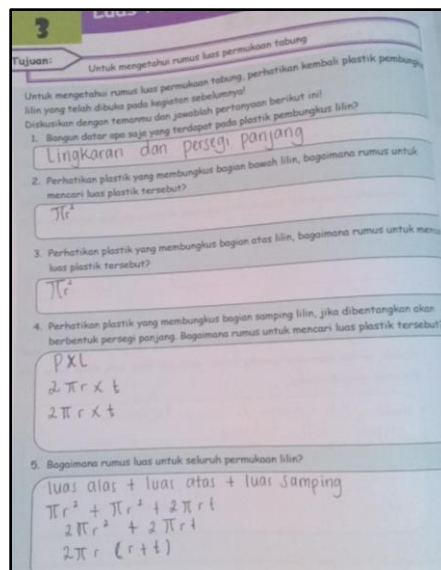 3
Tujuan:
Untuk mengetahui rumus luas permukaan tabung
Untuk mengetahui rumus luas permukaan tabung, perhatikan kembali plastik
lilin yang telah dibuka pada kegiatan sebelumnya!
Diskusikan dengan temanmu dan jawablah pertanyaan berikut ini!
1. Bangun datar apa saja yang terdapat pada plastik pembungkus lilin?
Lingkaran dan persegi panjang
2. Perhatikan plastik yang membungkus bagian bawah lilin, bagaimana rumus untuk
mencari luas plastik tersebut?
πr²
3. Perhatikan plastik yang membungkus bagian atas lilin, bagaimana rumus untuk
luas plastik tersebut?
πr²
4. Perhatikan plastik yang membungkus bagian samping lilin, jika dibentangkan akan
berbentuk persegi panjang. Bagaimana rumus untuk mencari luas plastik tersebut?
P x L
2 π r x t
2 π r x t
5. Bagaimana rumus luas untuk seluruh permukaan lilin?
luas alas + luas atas + luas samping
πr² + πr² + 2πrt
2πr² + 2πrt
2πr (r+t)